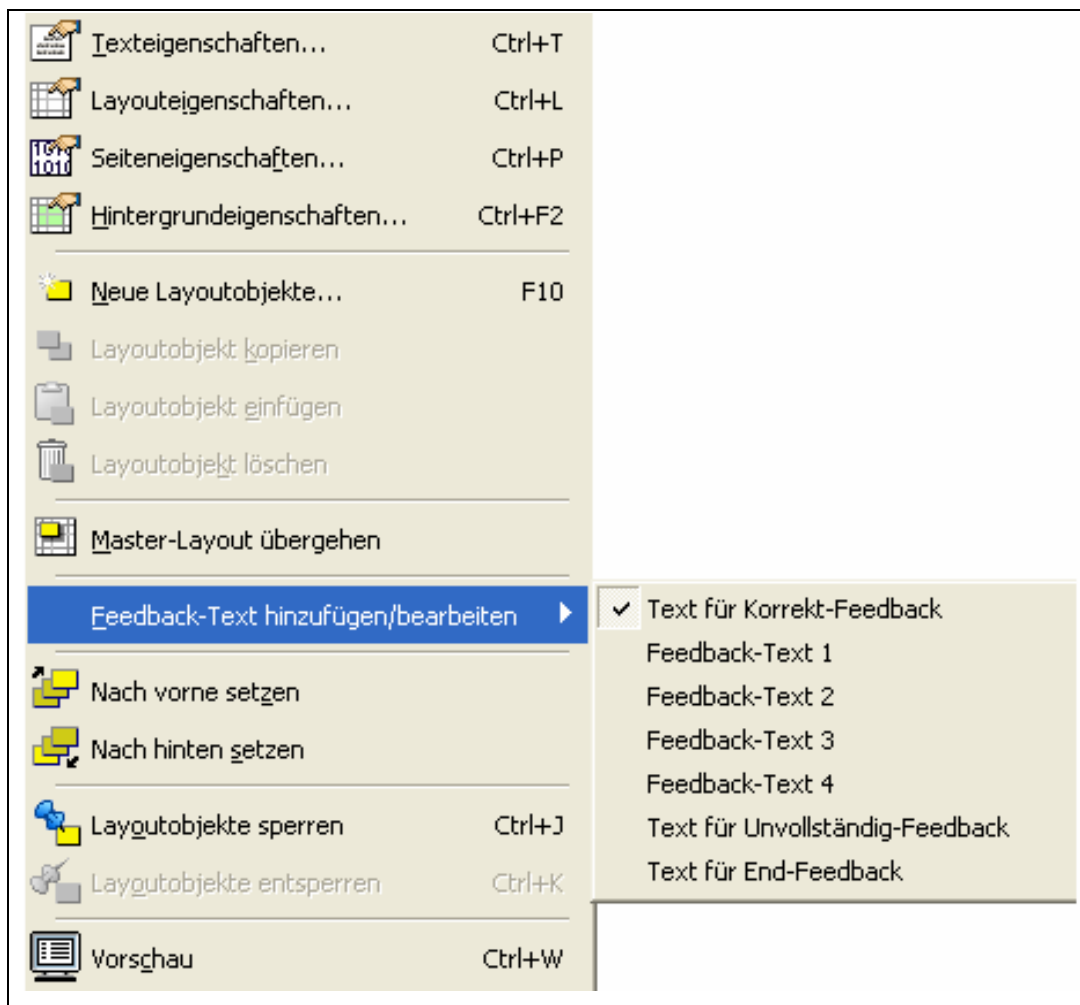 Texteigenschaften... Ctrl+T
Layouteigenschaften... Ctrl+L
Seiteneigenschaften... Ctrl+P
Hintergrundeigenschaften... Ctrl+F2
Neue Layoutobjekte... F10
Layoutobjekt kopieren
Layoutobjekt einfügen
Layoutobjekt löschen
Master-Layout übergehen
Feedback-Text hinzufügen/bearbeiten
Text für Korrekt-Feedback
Feedback-Text 1
Feedback-Text 2
Feedback-Text 3
Feedback-Text 4
Text für Unvollständig-Feedback
Text für End-Feedback
Nach vorne setzen
Nach hinten setzen
Layoutobjekte sperren Ctrl+J
Layoutobjekte entsperren Ctrl+K
Vorschau Ctrl+W